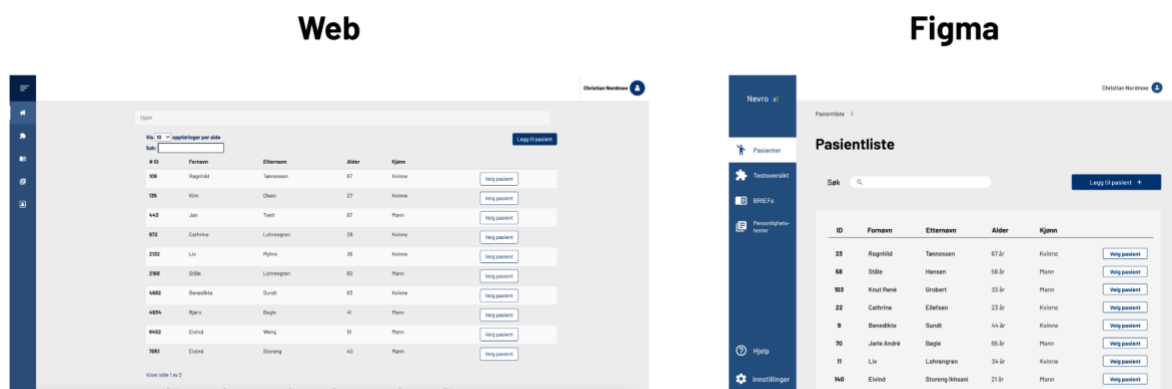 Web
Christian Nordmoe
Hjem
Vis 10 oppføringer per side
Søk:
Legg til pasient
# ID Fornavn Etternavn Alder Kjønn
109 Ragnhild Tønnessen 67 Kvinne Velg pasient
135 Kim Olsen 27 Kvinne Velg pasient
443 Jan Tveit 67 Mann Velg pasient
872 Cathrine Lohrengren 28 Kvinne Velg pasient
2132 Liv Myhre 36 Kvinne Velg pasient
2168 Ståle Lohrengren 60 Mann Velg pasient
4682 Benedikte Sundt 63 Kvinne Velg pasient
4934 Bjørn Bagle 41 Mann Velg pasient
6452 Eivind Weng 51 Mann Velg pasient
7051 Eivind Storeng 40 Mann Velg pasient
Viser side 1 av 2
Figma
Nevro
Christian Nordmoe
Pasientliste >
Pasienter
Testoversikt
BRIEFs
Personlighets-
tester
Hjelp
Innstillinger
Pasientliste
Søk
Legg til pasient +
ID Fornavn Etternavn Alder Kjønn
23 Ragnhild Tønnessen 67 år Kvinne Velg pasient
56 Ståle Hansen 56 år Mann Velg pasient
103 Knut René Grobert 33 år Mann Velg pasient
22 Cathrine Eilefsen 23 år Kvinne Velg pasient
9 Benedikte Sundt 44 år Kvinne Velg pasient
70 Jarle André Bagle 65 år Mann Velg pasient
11 Liv Lohrengren 34 år Kvinne Velg pasient
140 Eivind Storeng Ikhsani 21 år Mann Velg pasient